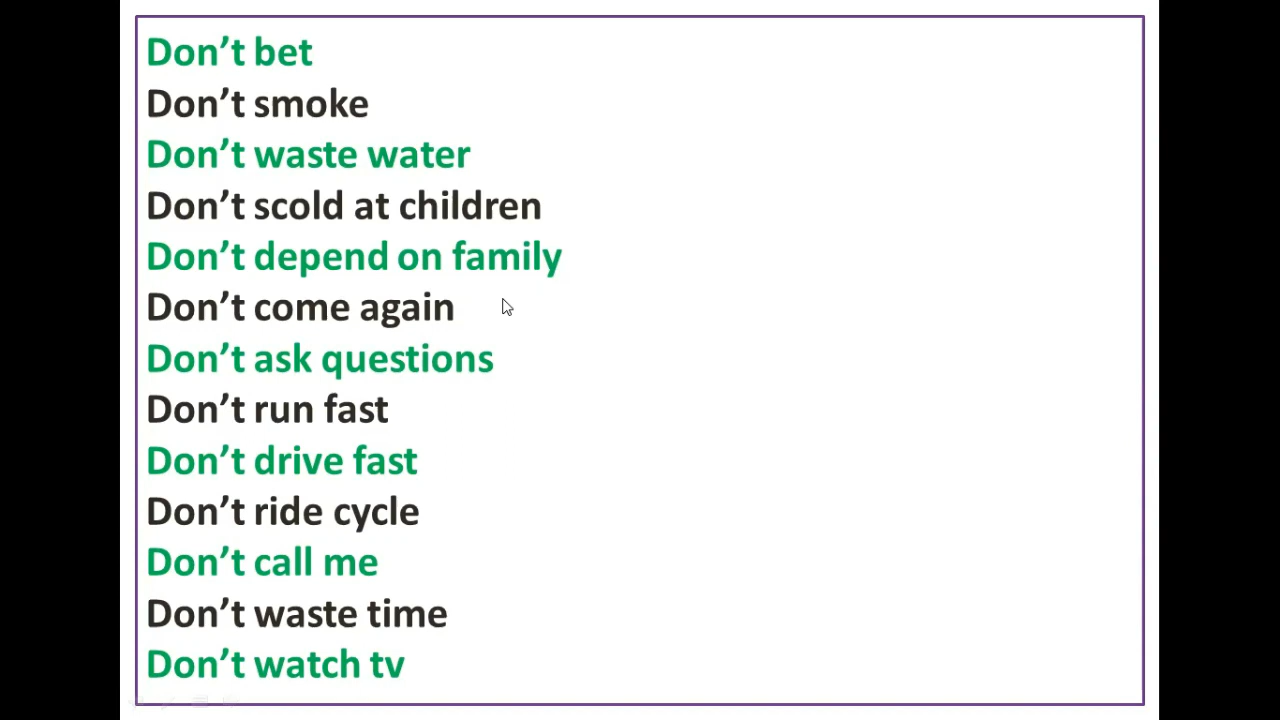 Don’t bet
Don’t smoke
Don’t waste water
Don’t scold at children
Don’t depend on family
Don’t come again
Don’t ask questions
Don’t run fast
Don’t drive fast
Don’t ride cycle
Don’t call me
Don’t waste time
Don’t watch tv